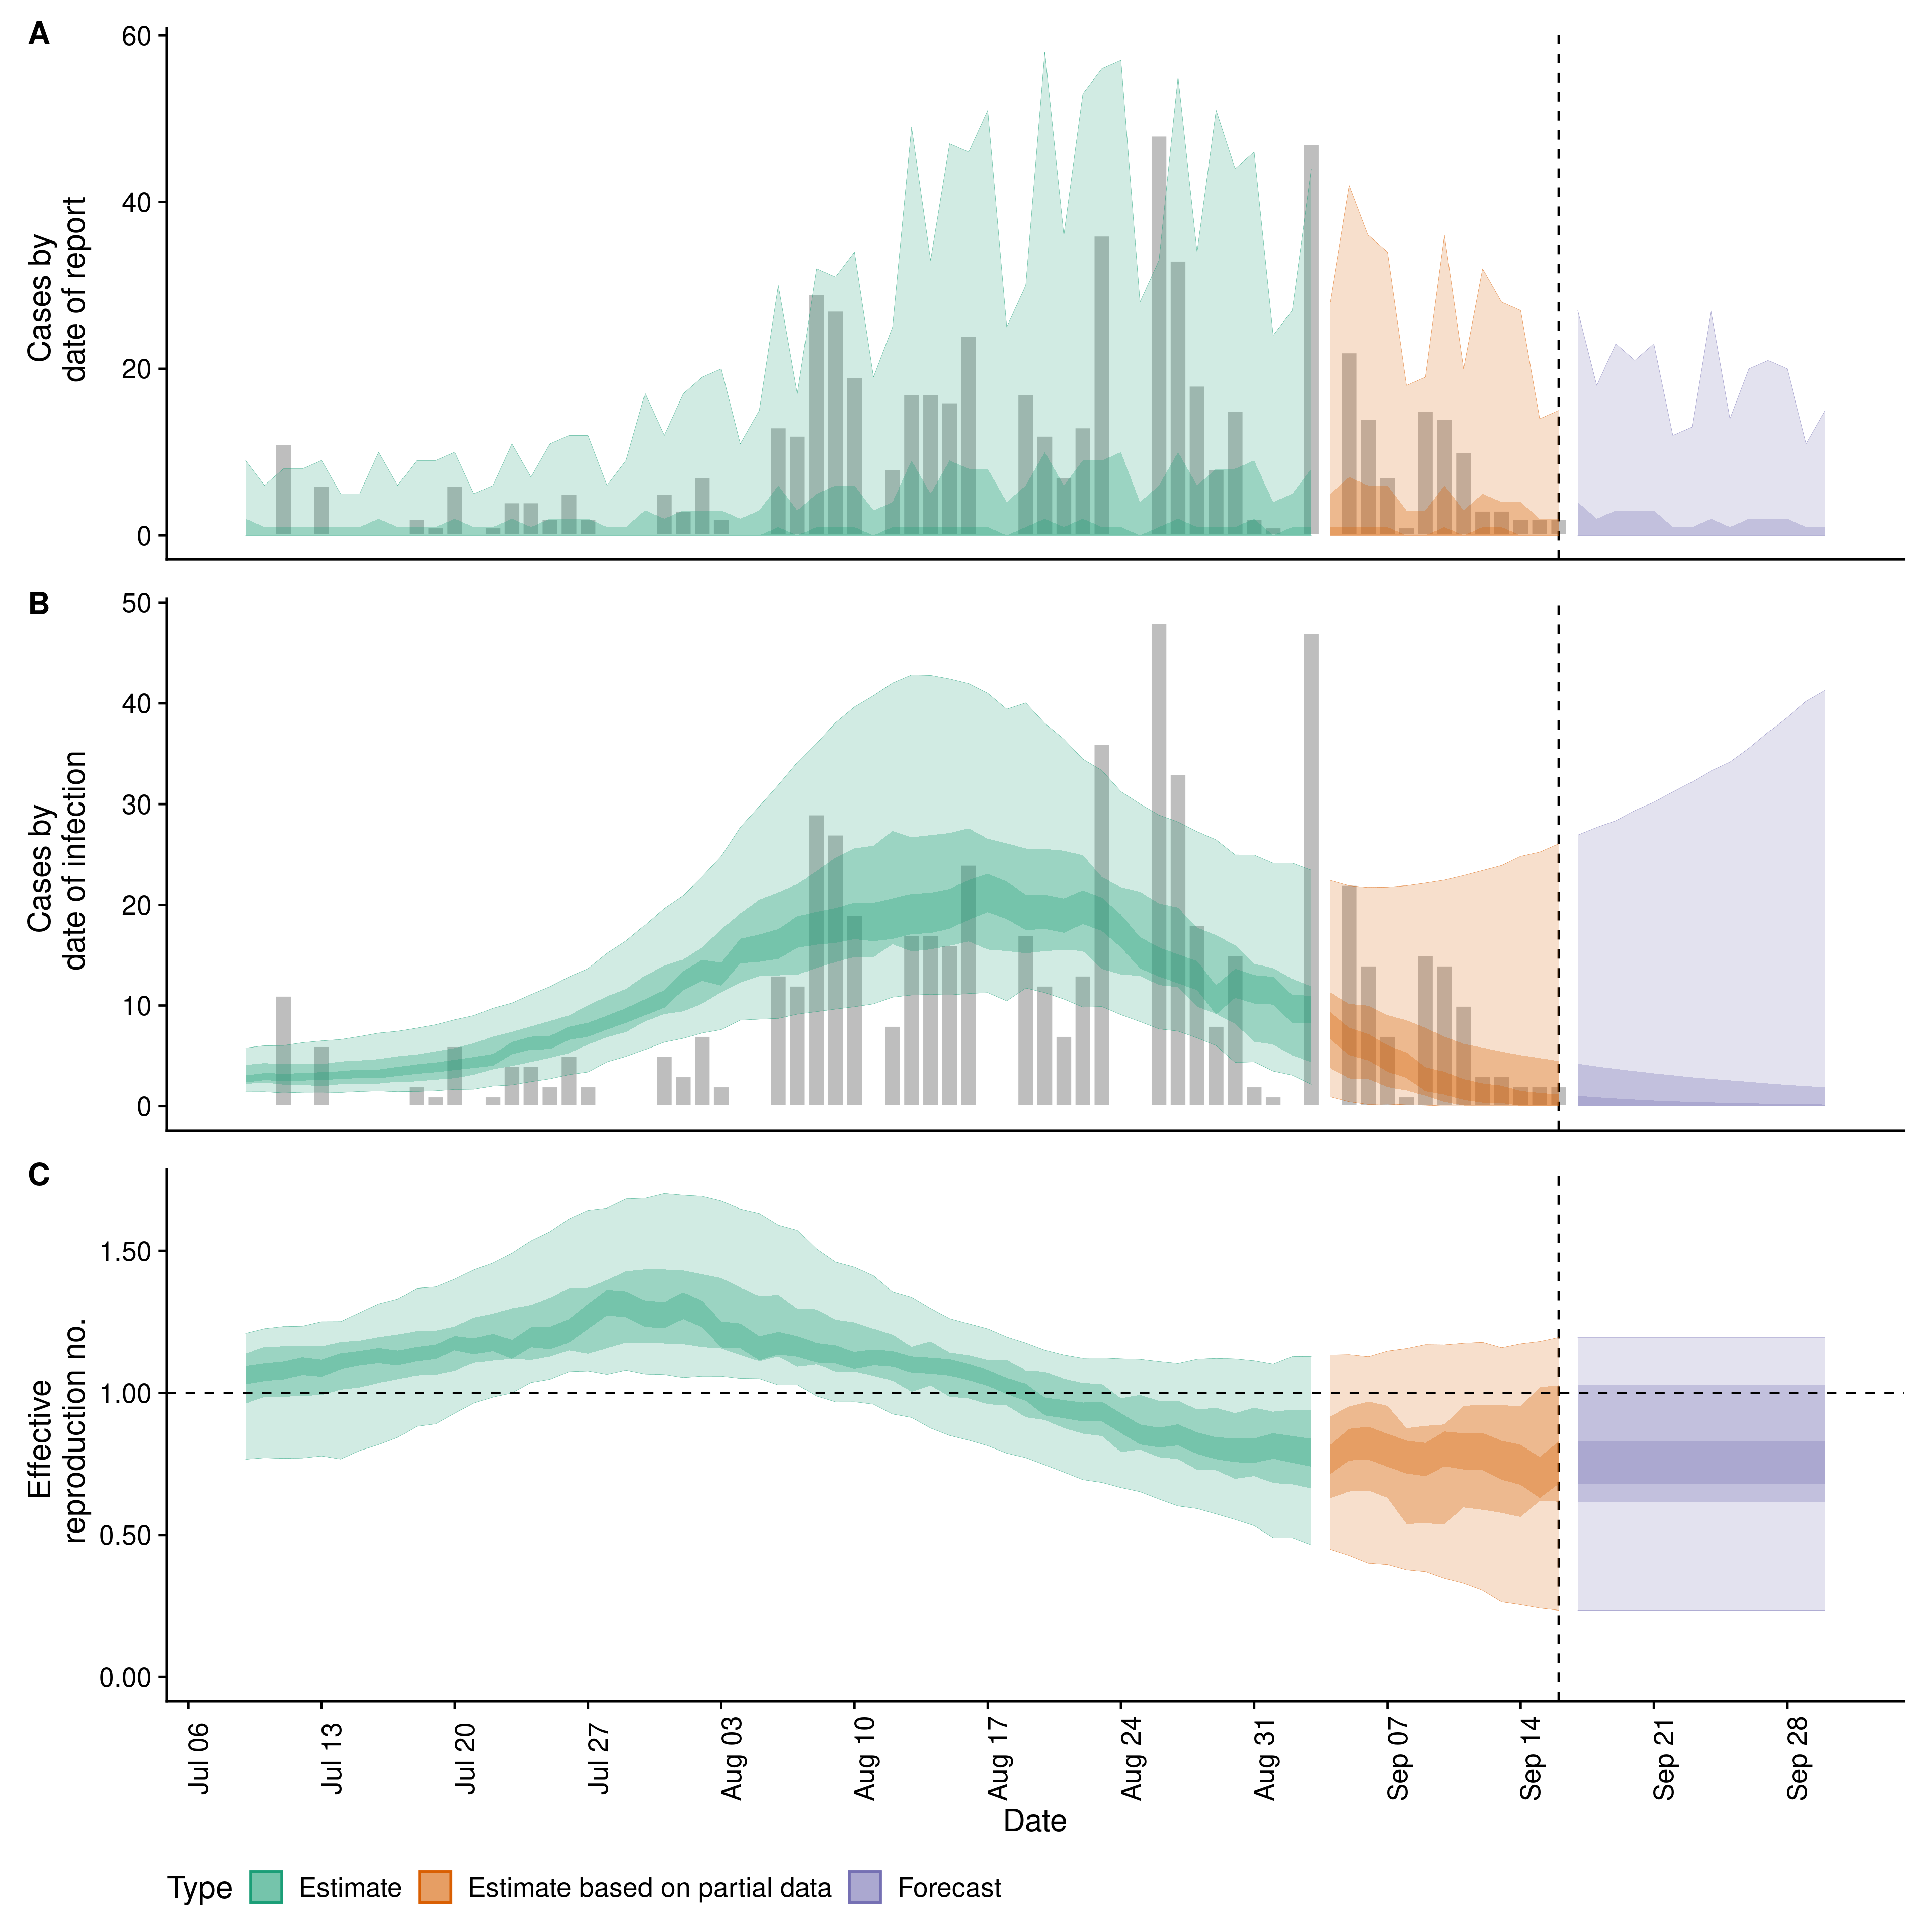 A
60
40
20
0
Cases by
date of report
B
50
40
30
20
10
0
Cases by
date of infection
C
1.50
1.00
0.50
0.00
Effective
reproduction no.
Jul 06
Jul 13
Jul 20
Jul 27
Aug 03
Aug 10
Aug 17
Aug 24
Aug 31
Sep 07
Sep 14
Sep 21
Sep 28
Date
Type Estimate Estimate based on partial data Forecast